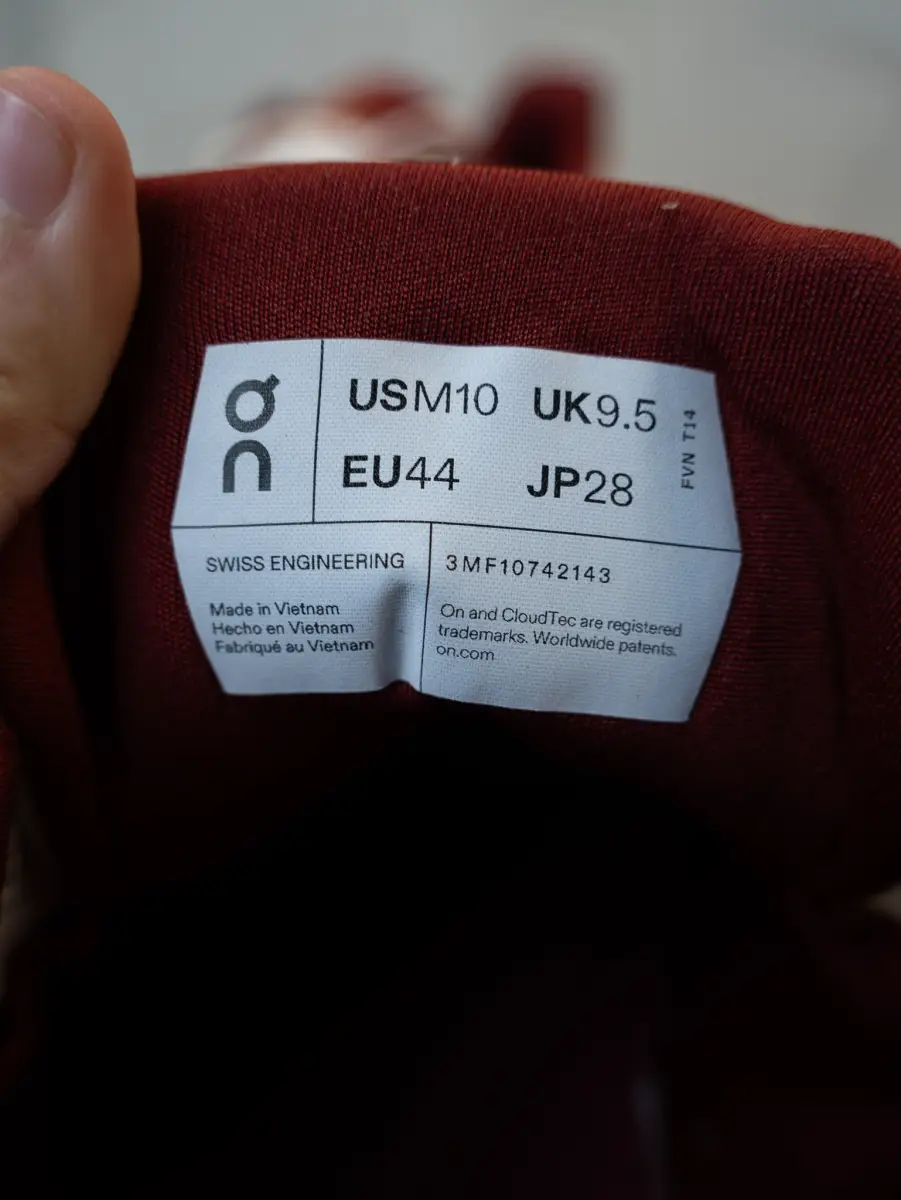 On
USM10 UK9.5
EU44 JP28
FVN T14
SWISS ENGINEERING
Made in Vietnam
Hecho en Vietnam
Fabriqué au Vietnam
3MF10742143
On and CloudTec are registered
trademarks. Worldwide patents.
on.com